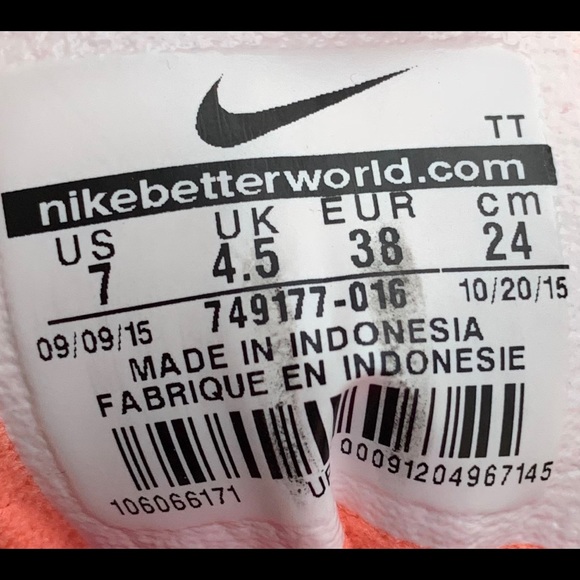 TT
nikebetterworld.com
US UK EUR cm
7 4.5 38 24
09/09/15 749177-016 10/20/15
MADE IN INDONESIA
FABRIQUE EN INDONESIE
106066171 00091204967145